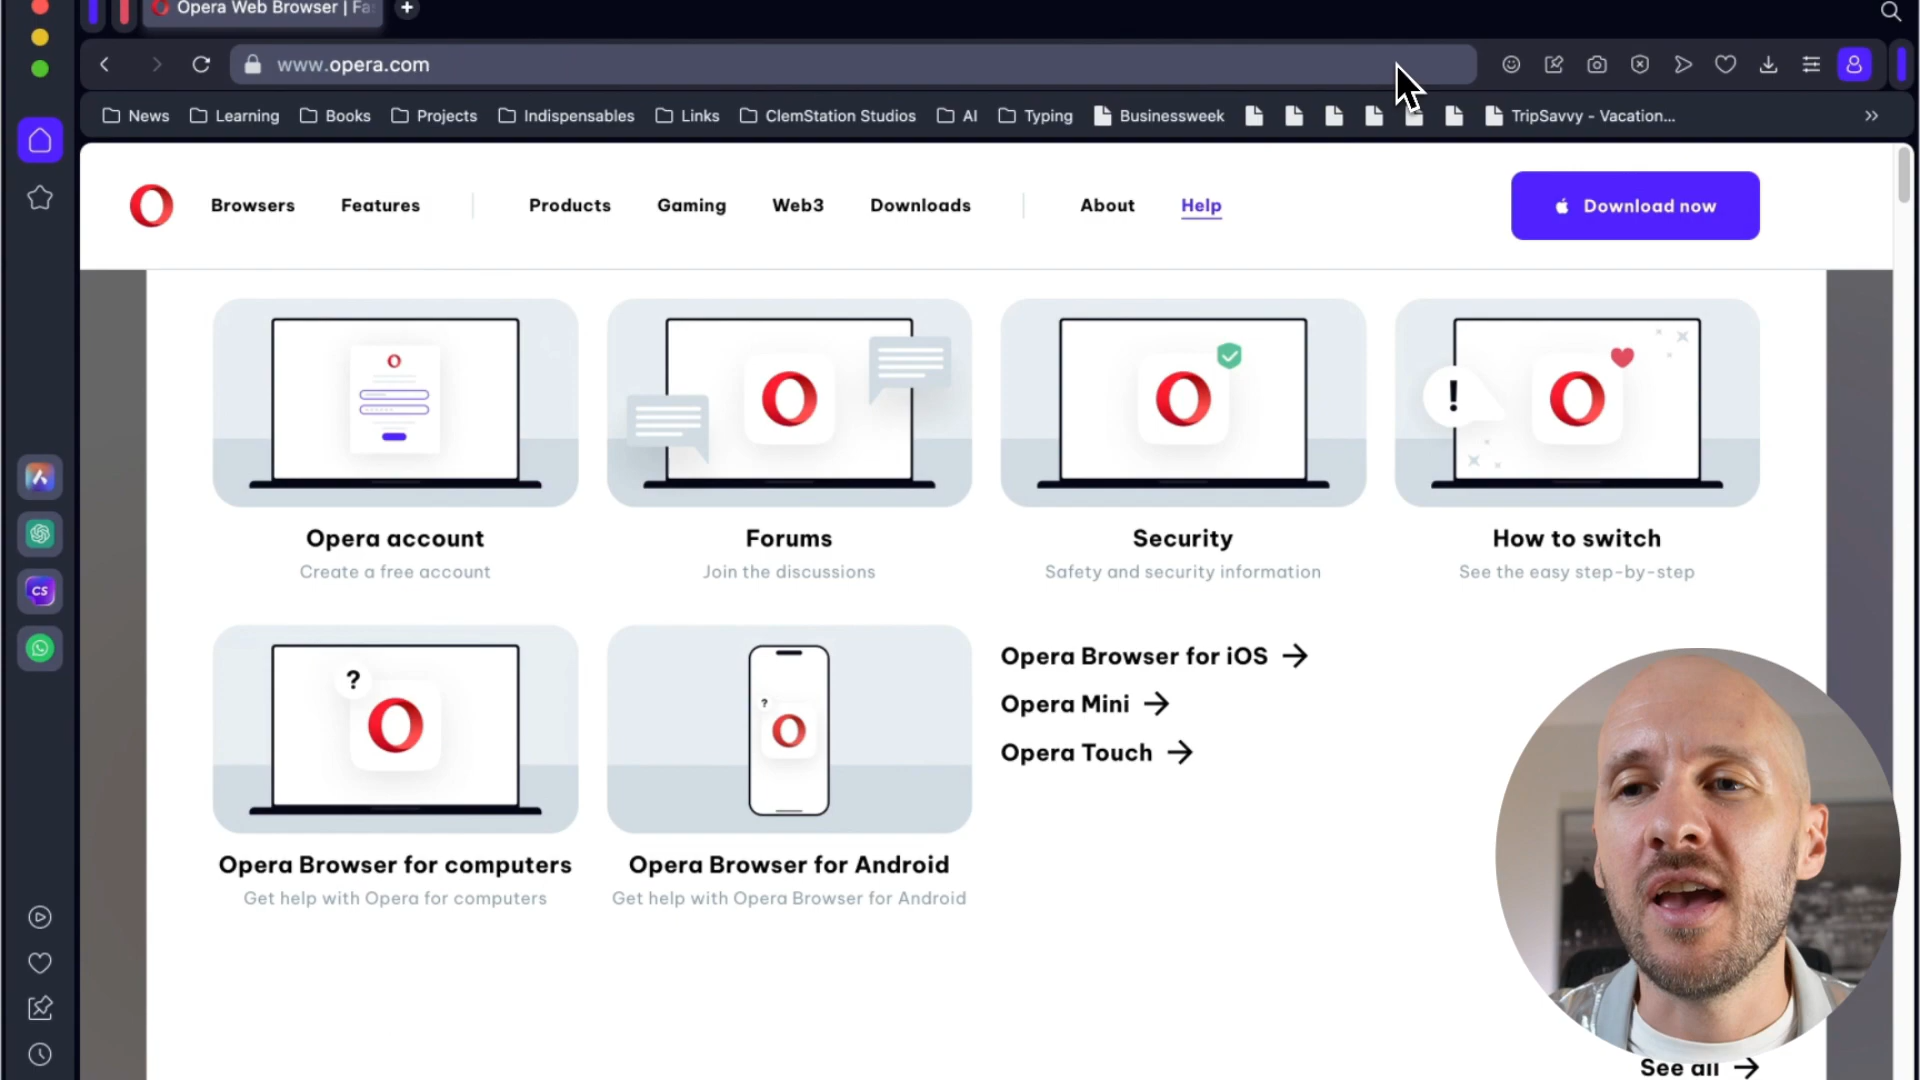 Opera Web Browser | Fa
www.opera.com
News
Learning
Books
Projects
Indispensables
Links
ClemStation Studios
AI
Typing
Businessweek
TripSavvy - Vacation...
Browsers
Features
Products
Gaming
Web3
Downloads
About
Help
Download now
Opera account
Create a free account
Forums
Join the discussions
Security
Safety and security information
How to switch
See the easy step-by-step
CS
!
?
?
Opera Browser for computers
Get help with Opera for computers
Opera Browser for Android
Get help with Opera Browser for Android
Opera Browser for iOS
Opera Mini
Opera Touch
See all